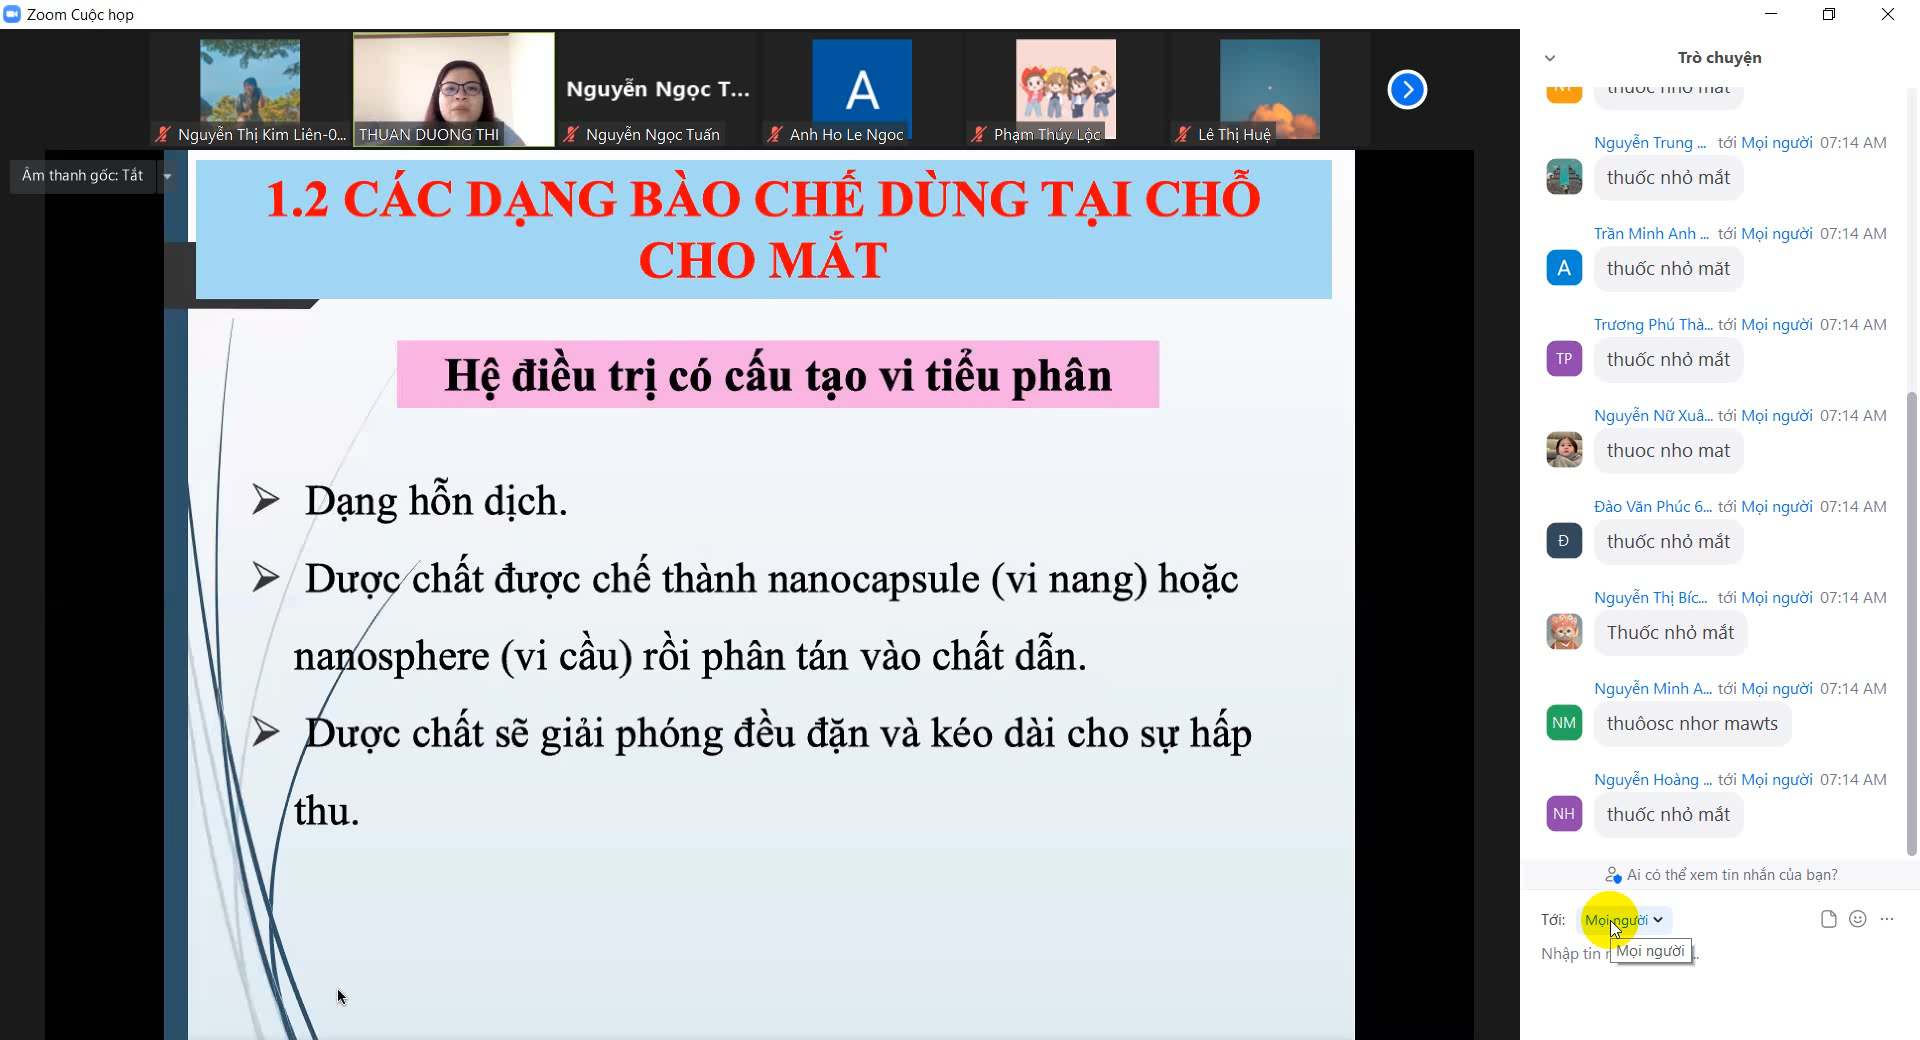 Zoom Cuộc họp
Nguyễn Ngọc T...
A
Nguyễn Thị Kim Liên-0...
THUAN DUONG THI
Nguyễn Ngọc Tuấn
Anh Ho Le Ngoc
Phạm Thúy Lộc
Lê Thị Huệ
Âm thanh gốc: Tắt
1.2 CÁC DẠNG BÀO CHẾ DÙNG TẠI CHỖ
CHO MẮT
Hệ điều trị có cấu tạo vi tiểu phân
Dạng hỗn dịch.
Dược chất được chế thành nanocapsule (vi nang) hoặc
nanosphere (vi cầu) rồi phân tán vào chất dẫn.
Dược chất sẽ giải phóng đều đặn và kéo dài cho sự hấp
thu.
Trò chuyện
Nguyễn Trung ... tới Mọi người 07:14 AM
thuốc nhỏ mắt
Trần Minh Anh ... tới Mọi người 07:14 AM
A
thuốc nhỏ măt
Trương Phú Thà... tới Mọi người 07:14 AM
TP
thuốc nhỏ mắt
Nguyễn Nữ Xuâ... tới Mọi người 07:14 AM
thuoc nho mat
Đào Văn Phúc 6... tới Mọi người 07:14 AM
Đ
thuốc nhỏ mắt
Nguyễn Thị Bíc... tới Mọi người 07:14 AM
Thuốc nhỏ mắt
Nguyễn Minh A... tới Mọi người 07:14 AM
NM
thuôosc nhor mawts
Nguyễn Hoàng ... tới Mọi người 07:14 AM
NH
thuốc nhỏ mắt
Ai có thể xem tin nhắn của bạn?
Tới: Mọi người
Nhập tin
Mọi người